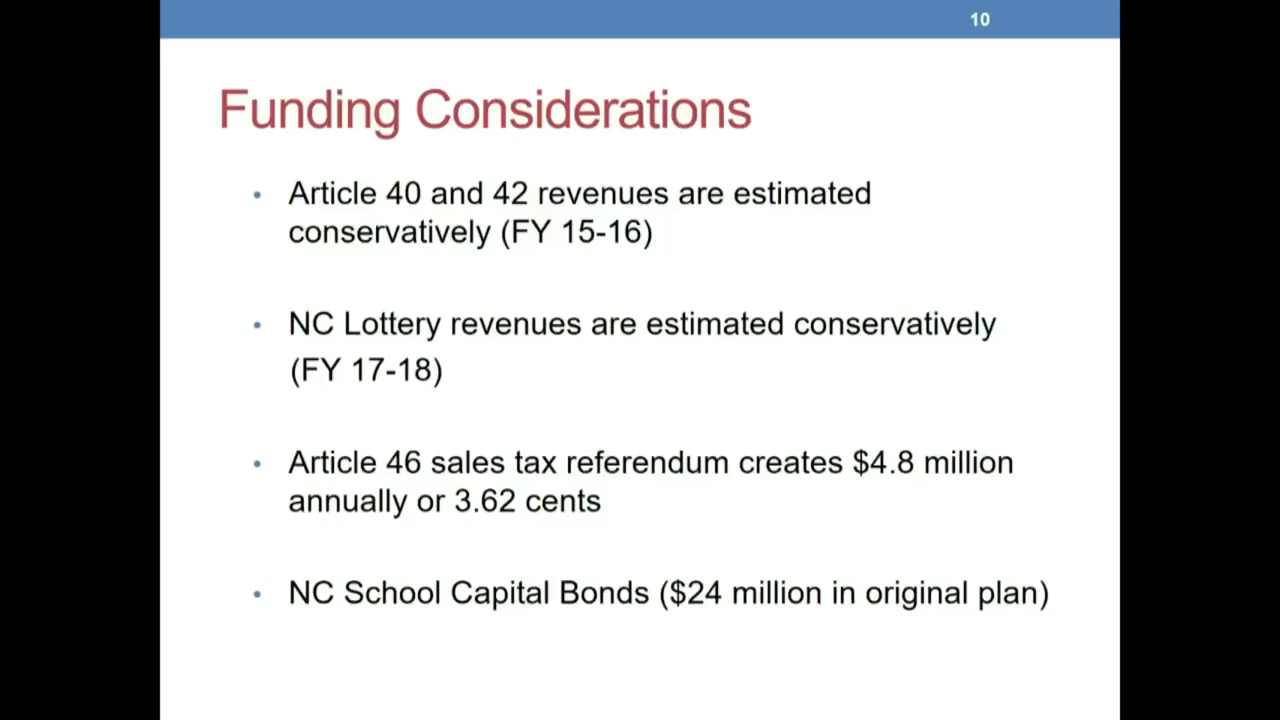 10
Funding Considerations
• Article 40 and 42 revenues are estimated
conservatively (FY 15-16)
• NC Lottery revenues are estimated conservatively
(FY 17-18)
• Article 46 sales tax referendum creates $4.8 million
annually or 3.62 cents
• NC School Capital Bonds ($24 million in original plan)